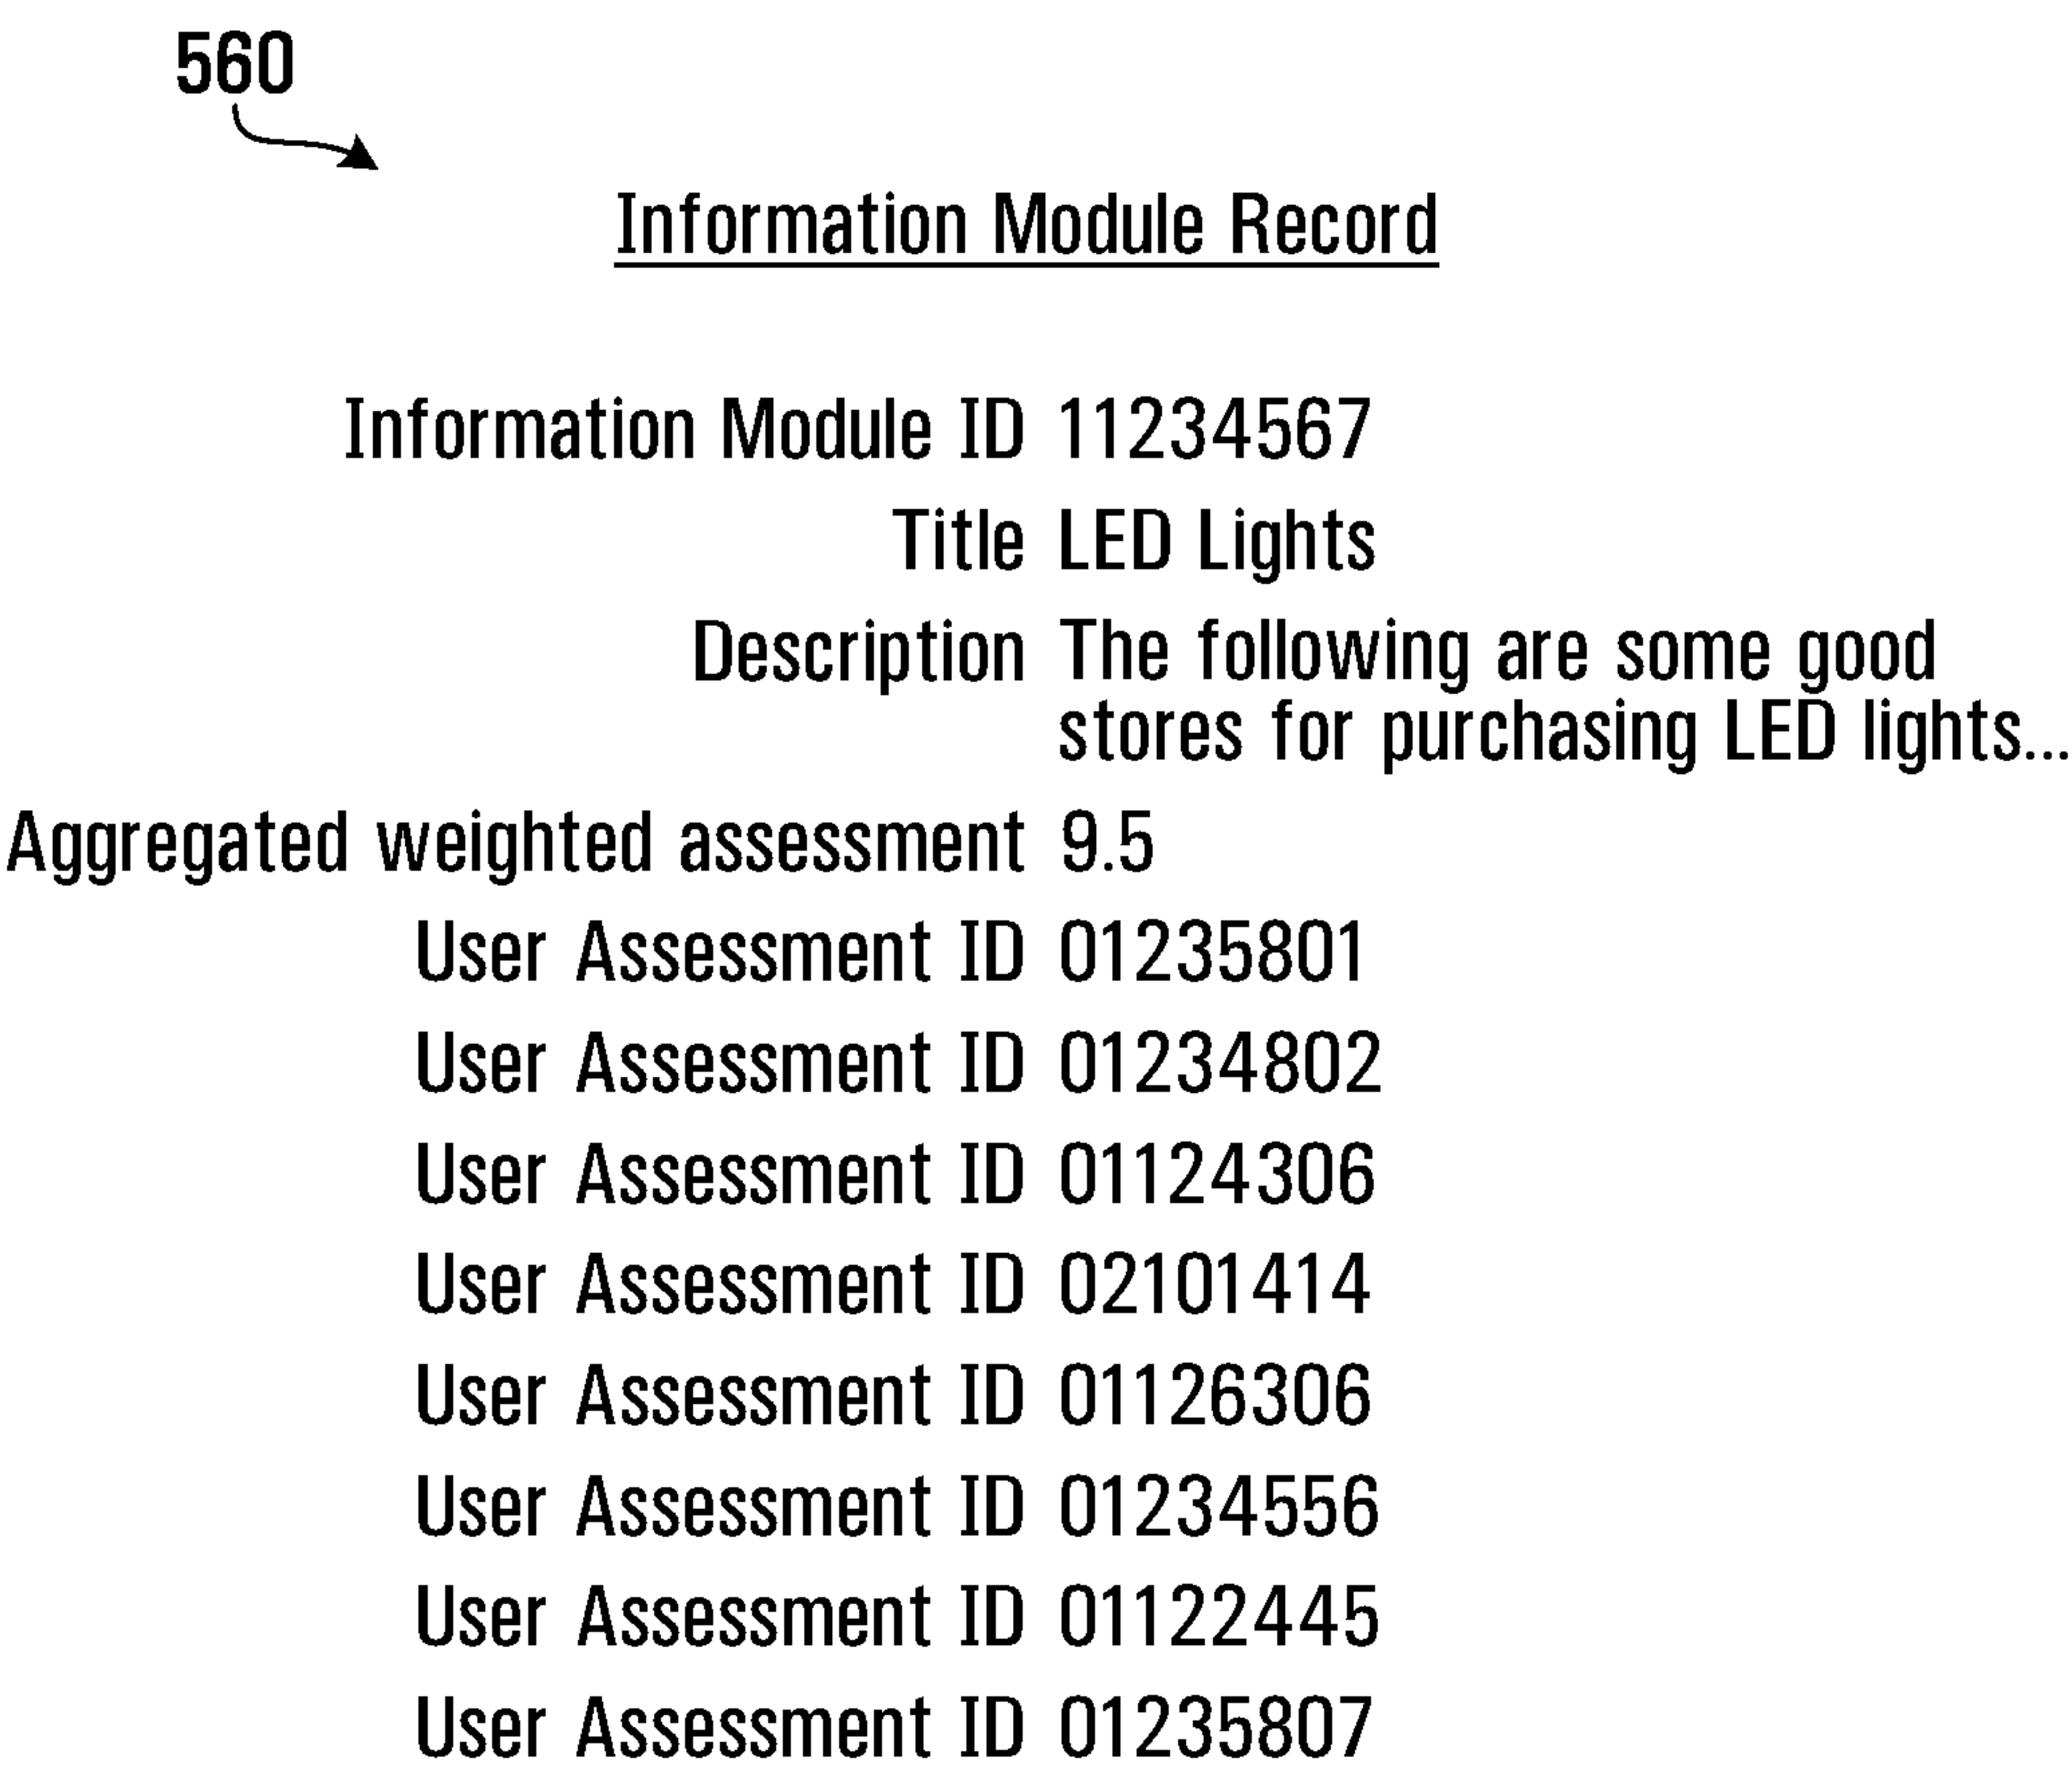 560
Information Module Record
Information Module ID 11234567
Title LED Lights
Description The following are some good
stores for purchasing LED lights...
Aggregated weighted assessment 9.5
User Assessment ID 01235801
User Assessment ID 01234802
User Assessment ID 01124306
User Assessment ID 02101414
User Assessment ID 01126306
User Assessment ID 01234556
User Assessment ID 01122445
User Assessment ID 01235807